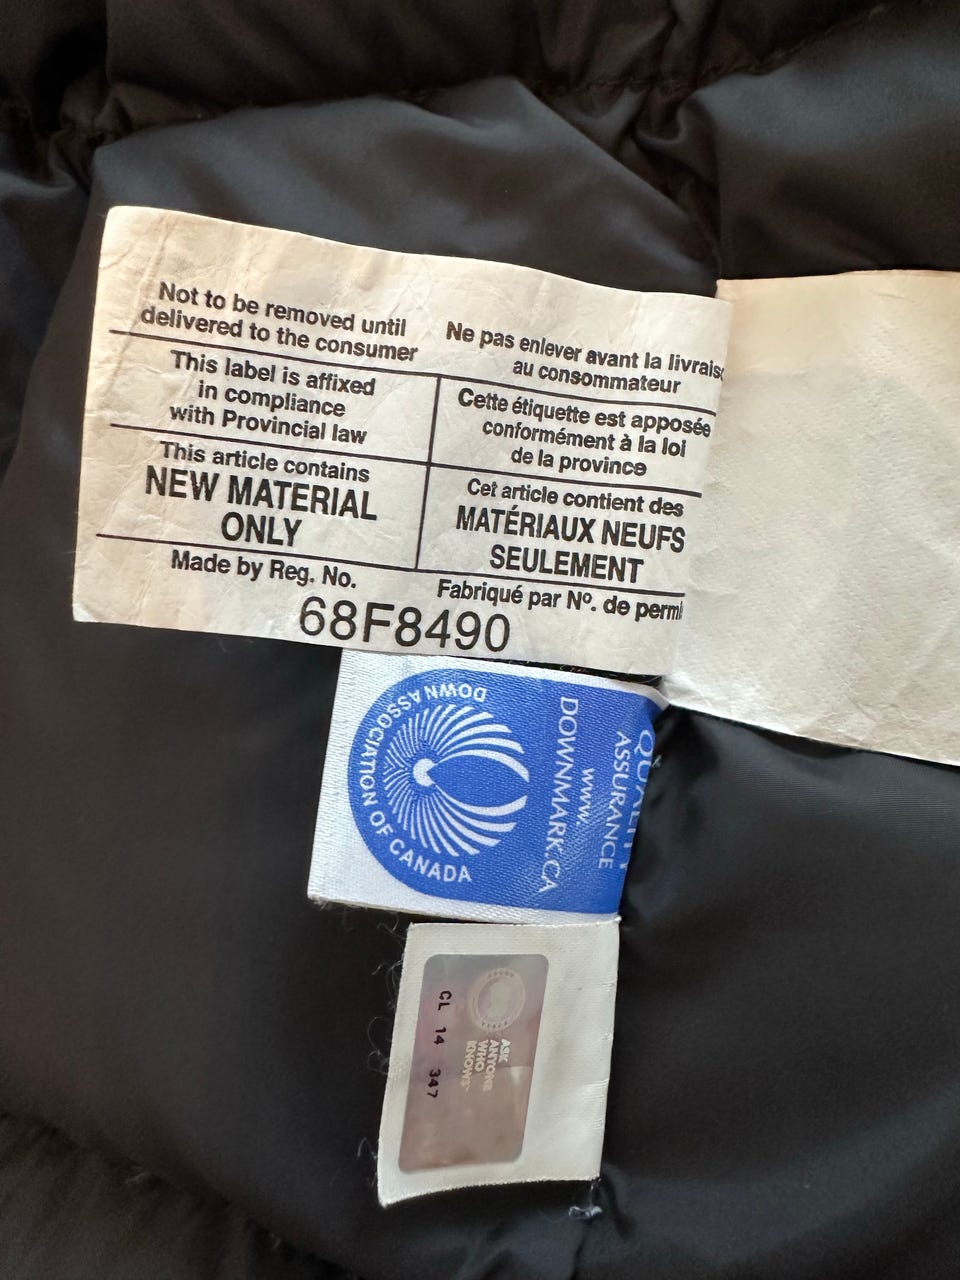 Not to be removed until
delivered to the consumer
Ne pas enlever avant la livrais
au consommateur
This label is affixed
in compliance
with Provincial law
Cette étiquette est apposée
conformément à la loi
de la province
This article contains
NEW MATERIAL
ONLY
Cet article contient des
MATÉRIAUX NEUFS
SEULEMENT
Made by Reg. No.
Fabriqué par Nº. de permi
68F8490
DOWN ASSOCIATION OF CANADA
QUALITY
ASSURANCE
www.
DOWNMARK.CA
ASK
ANYONE
WHO
KNOWS™
CL 14 347